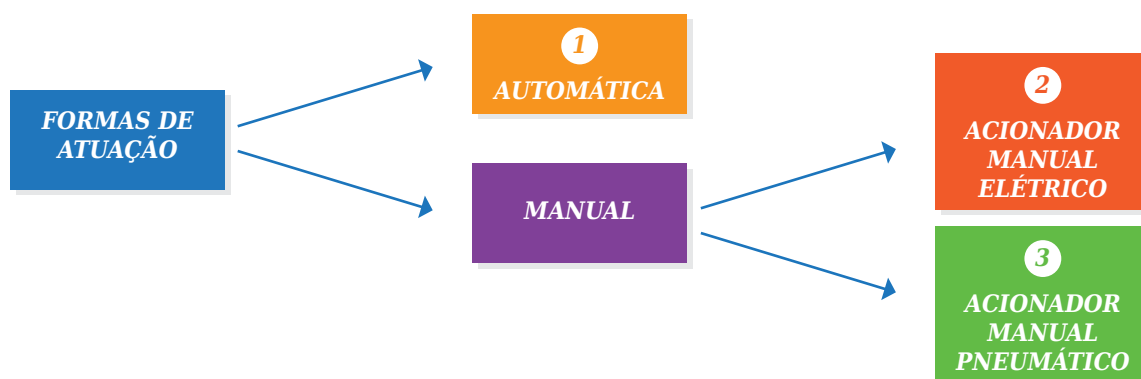 FORMAS DE
ATUAÇÃO
1
AUTOMÁTICA
MANUAL
2
ACIONADOR
MANUAL
ELÉTRICO
3
ACIONADOR
MANUAL
PNEUMÁTICO